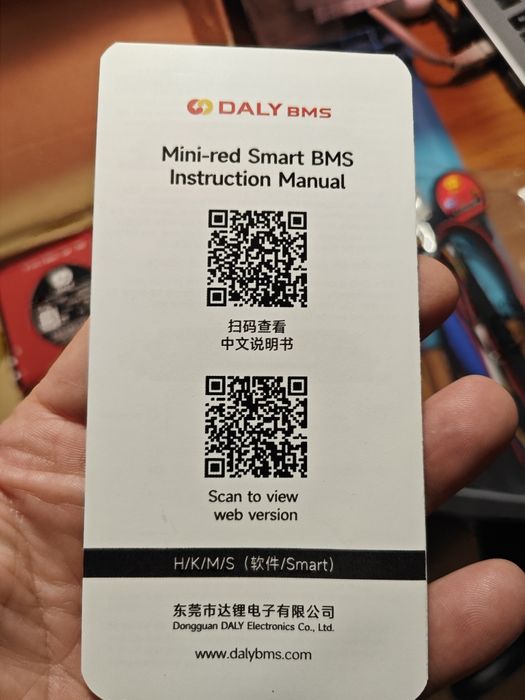 DALY BMS
Mini-red Smart BMS
Instruction Manual
扫码查看
中文说明书
Scan to view
web version
H/K/M/S (软件/Smart)
东莞市达锂电子有限公司
Dongguan DALY Electronics Co., Ltd.
www.dalybms.com